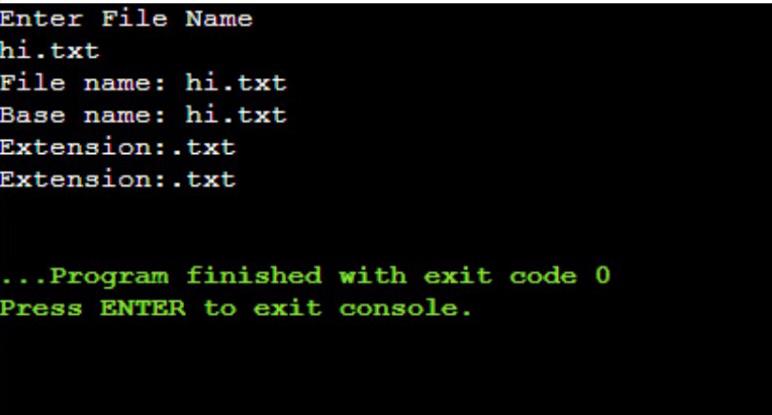 Enter File Name
hi.txt
File name: hi.txt
Base name: hi.txt
Extension:.txt
Extension:.txt
...Program finished with exit code 0
Press ENTER to exit console.